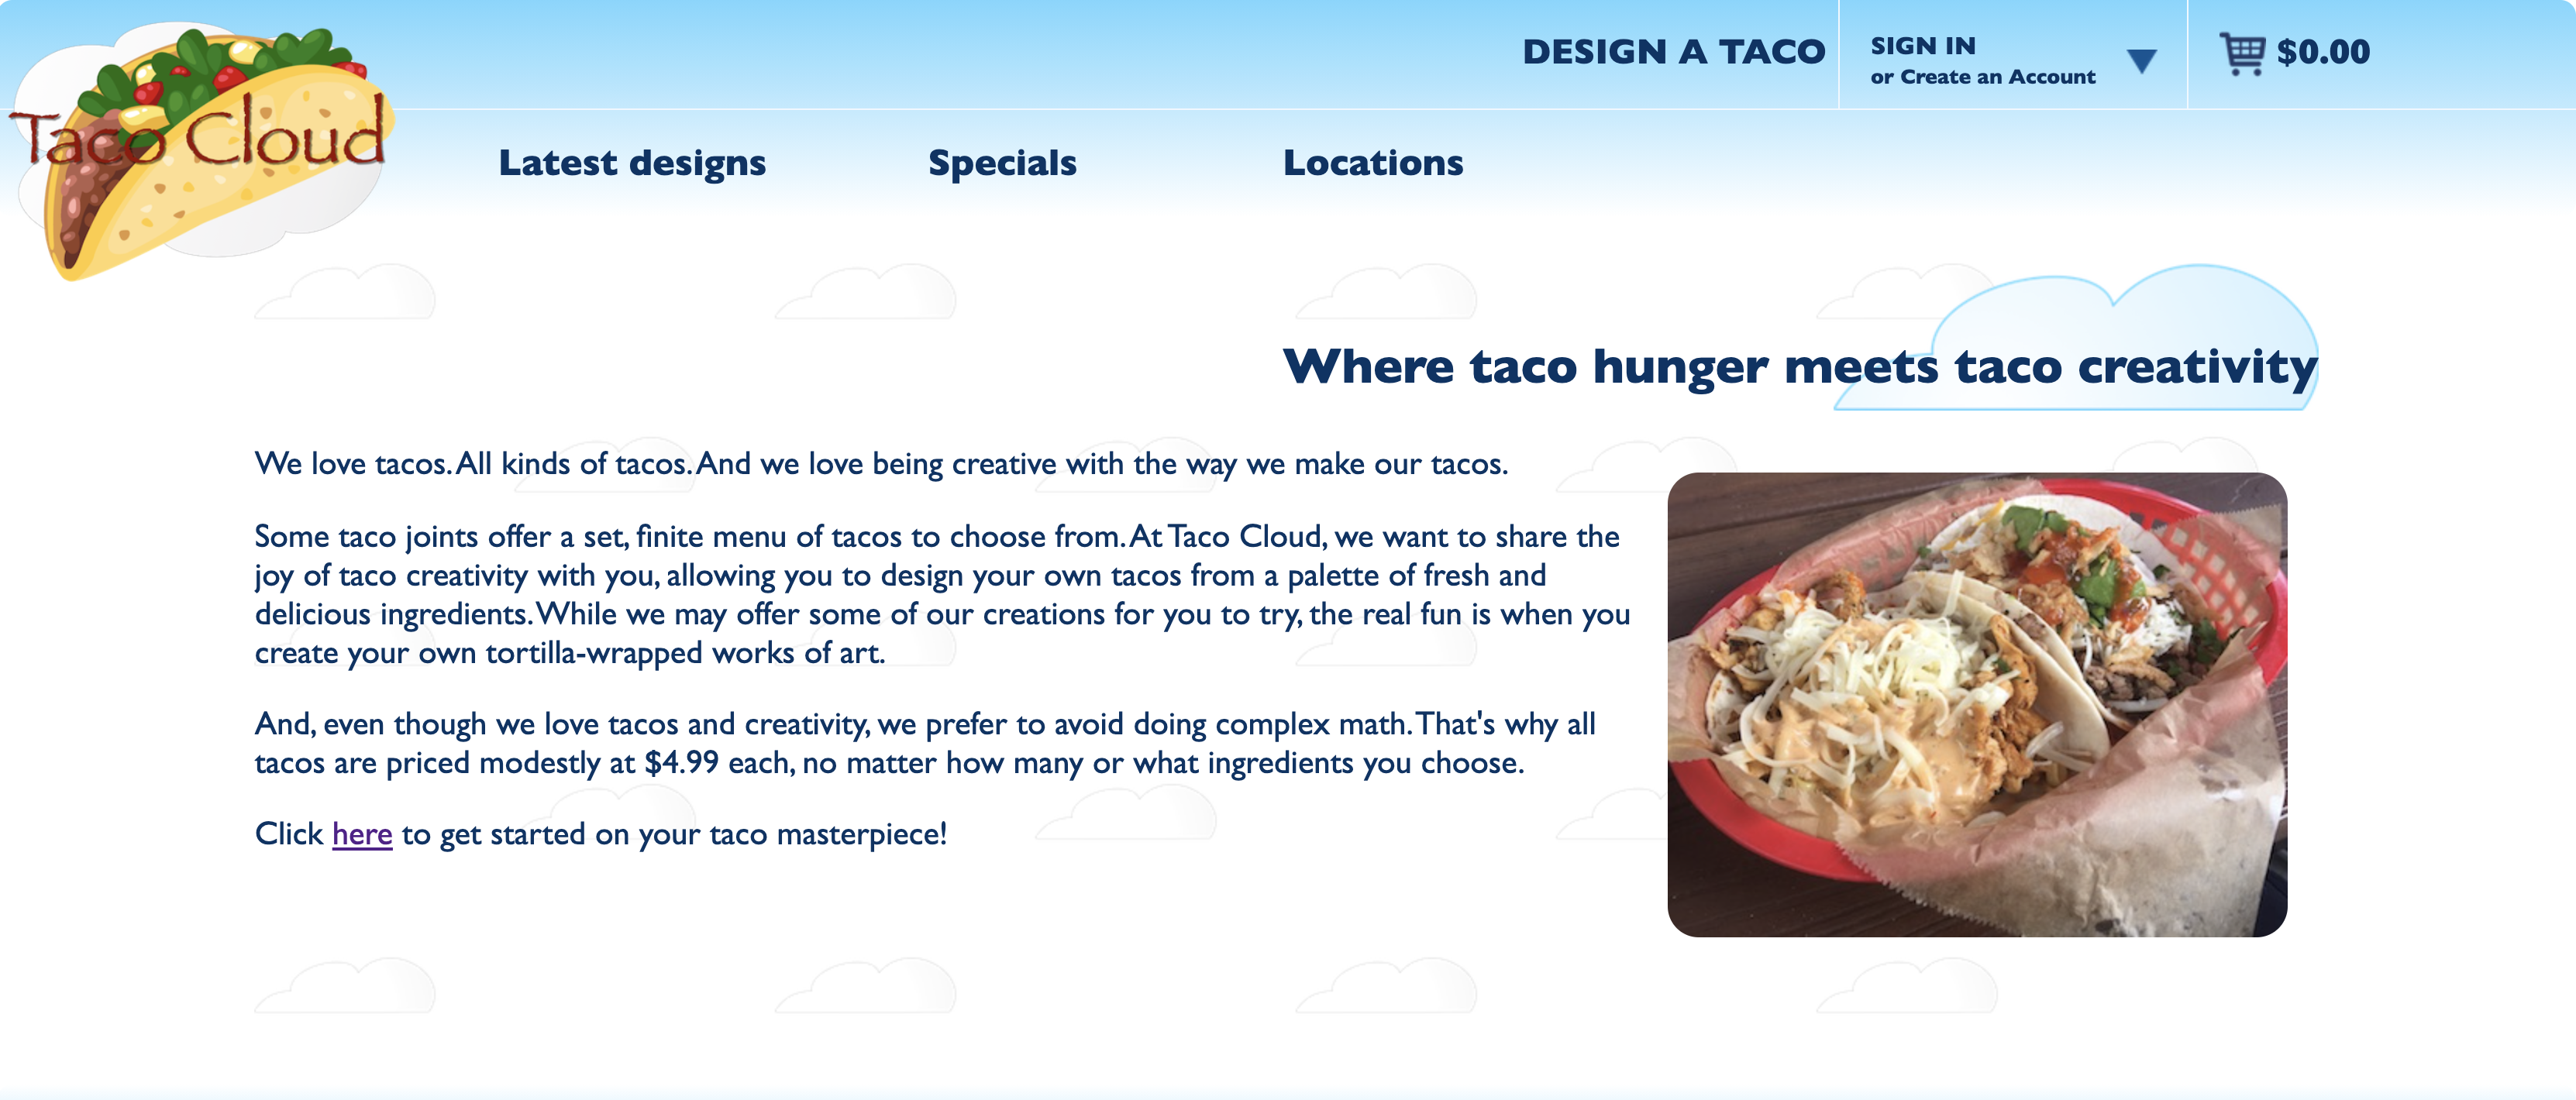 Taco Cloud
DESIGN A TACO
SIGN IN
or Create an Account
$0.00
Latest designs
Specials
Locations
Where taco hunger meets taco creativity
We love tacos. All kinds of tacos. And we love being creative with the way we make our tacos.
Some taco joints offer a set, finite menu of tacos to choose from. At Taco Cloud, we want to share the
joy of taco creativity with you, allowing you to design your own tacos from a palette of fresh and
delicious ingredients. While we may offer some of our creations for you to try, the real fun is when you
create your own tortilla-wrapped works of art.
And, even though we love tacos and creativity, we prefer to avoid doing complex math. That's why all
tacos are priced modestly at $4.99 each, no matter how many or what ingredients you choose.
Click here to get started on your taco masterpiece!